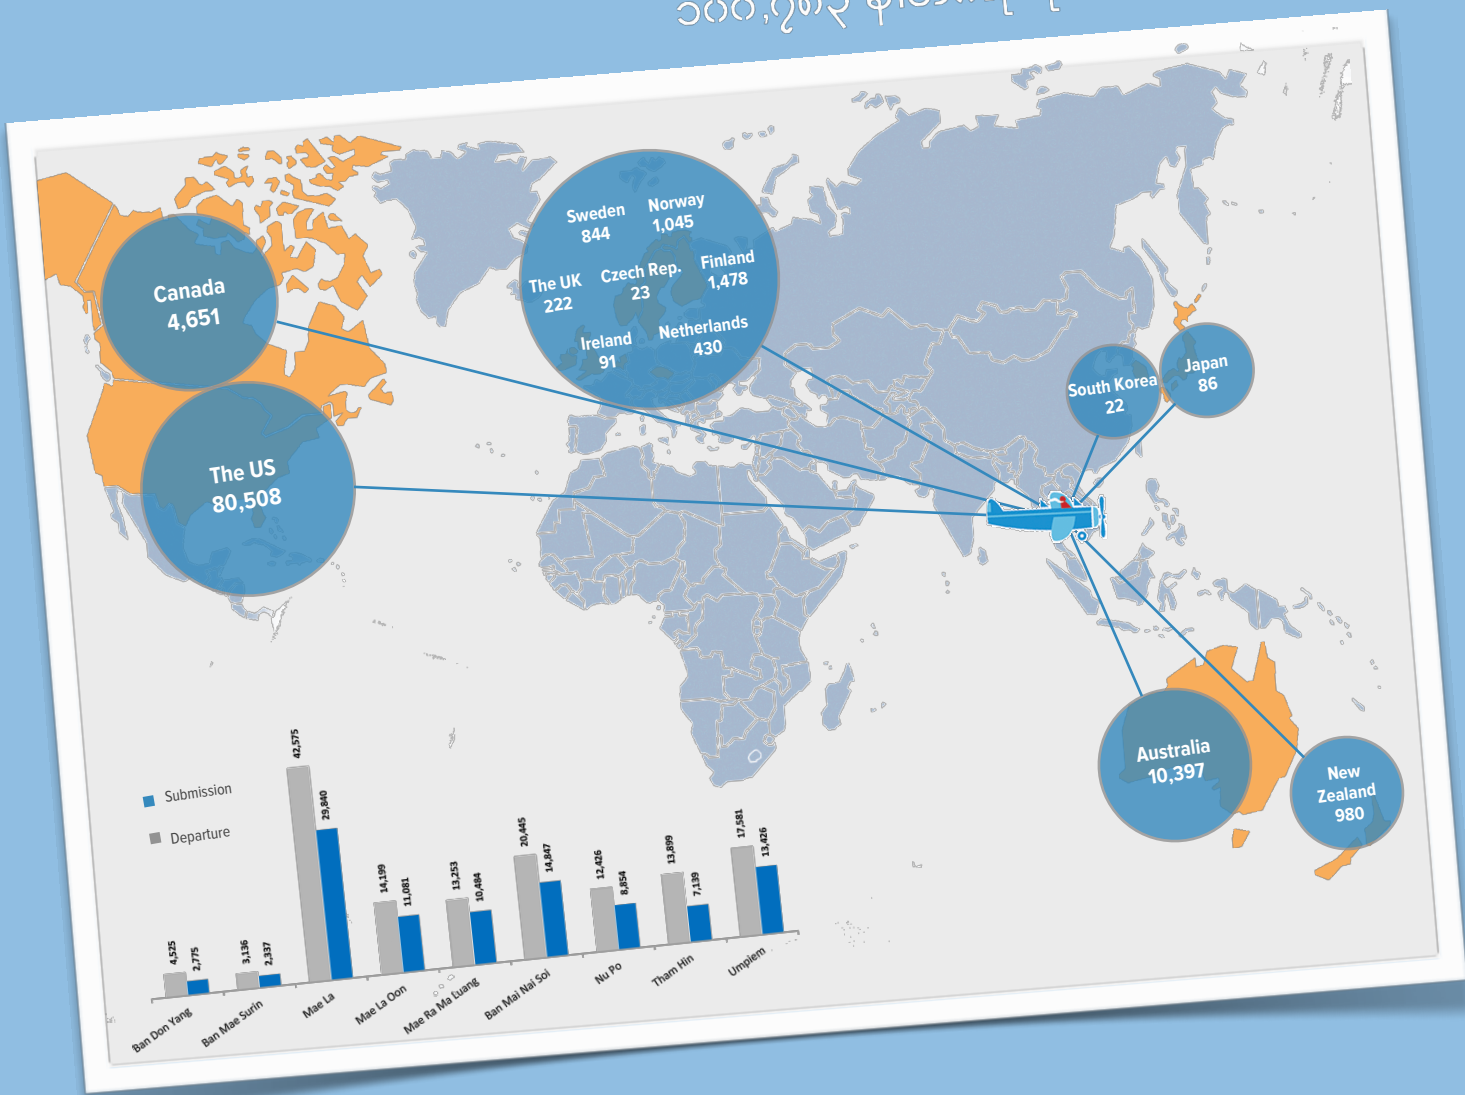 Canada
4,651
The US
80,508
Sweden
844
Norway
1,045
The UK
222
Czech Rep.
23
Finland
1,478
Ireland
91
Netherlands
430
South Korea
22
Japan
86
Australia
10,397
New
Zealand
980
Submission
Departure
4,525
2,775
3,136
2,337
42,575
29,840
14,199
11,081
13,253
10,484
20,445
14,847
12,426
8,854
13,899
7,139
17,581
13,426
Ban Don Yang
Ban Mae Surin
Mae La
Mae La Oon
Mae Ra Ma Luang
Ban Mai Nai Soi
Nu Po
Tham Hin
Umpiem